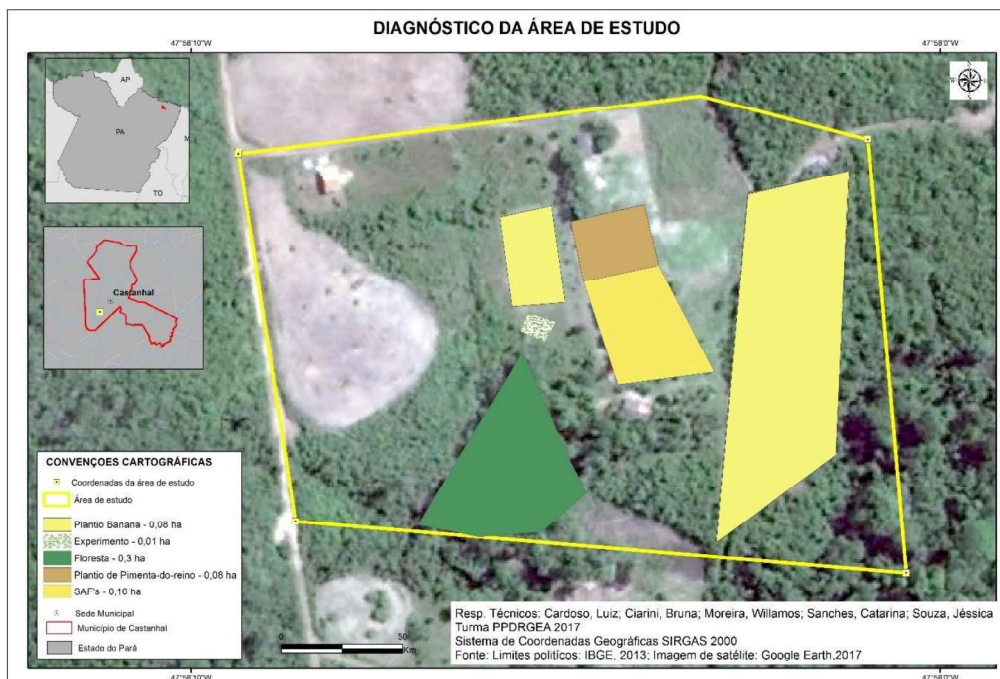 DIAGNÓSTICO DA ÁREA DE ESTUDO
47°58'10"W
47°58'0"W
AP
PA
M
TO
Castanhal
CONVENÇOES CARTOGRÁFICAS
Coordenadas da área de estudo
Área de estudo
Plantio Banana - 0,08 ha
Experimento - 0,01 ha
Floresta - 0,3 ha
Plantio de Pimenta-do-reino - 0,08 ha
SAF's - 0,10 ha
Sede Municipal
Município de Castanhal
Estado do Pará
0
50
Km
Resp. Técnicos: Cardoso, Luiz; Ciarini, Bruna; Moreira, Willamos; Sanches, Catarina; Souza, Jéssica
Turma PPDRGEA 2017
Sistema de Coordenadas Geográficas SIRGAS 2000
Fonte: Limites politícos: IBGE, 2013; Imagem de satélite: Google Earth,2017
47°58'10"W
47°58'0"W